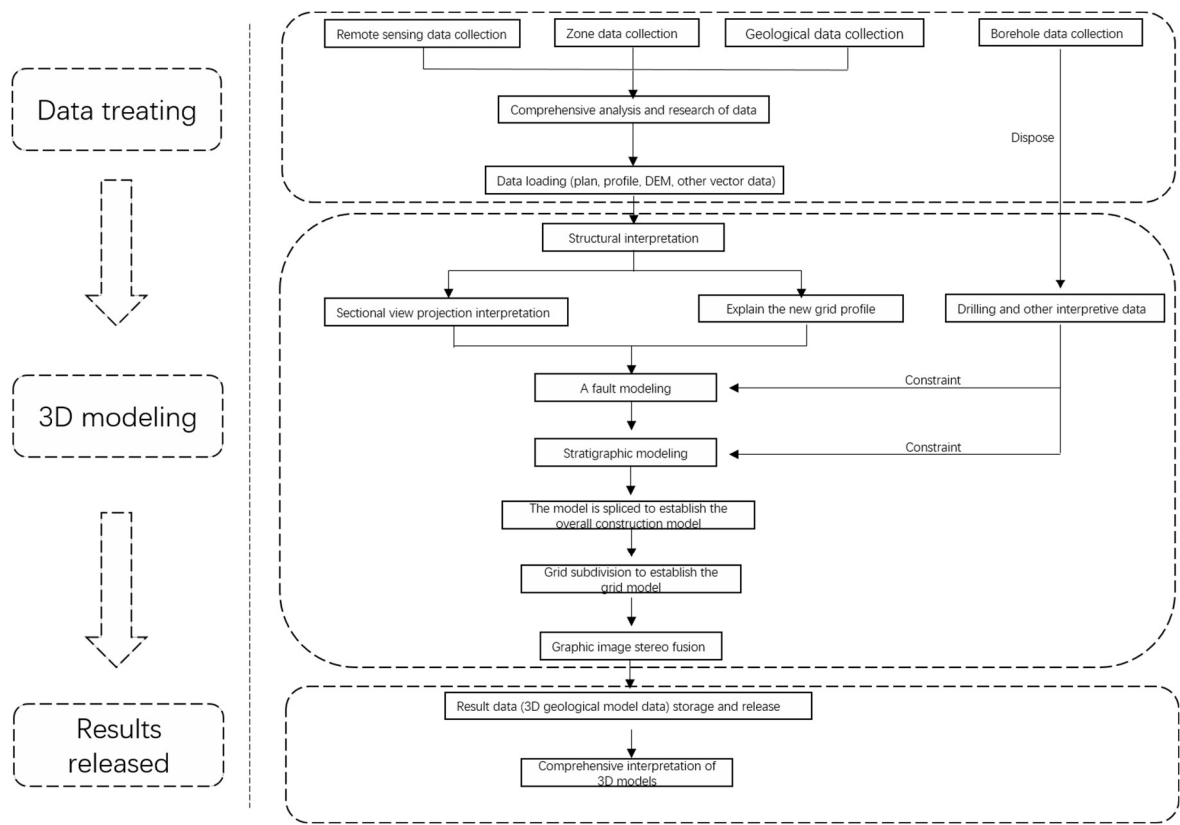 Remote sensing data collection
Zone data collection
Geological data collection
Borehole data collection
Data treating
Comprehensive analysis and research of data
Dispose
Data loading (plan, profile, DEM, other vector data)
Structural interpretation
Sectional view projection interpretation
Explain the new grid profile
Drilling and other interpretive data
3D modeling
A fault modeling
Constraint
Stratigraphic modeling
Constraint
The model is spliced to establish the
overall construction model
Grid subdivision to establish the
grid model
Graphic image stereo fusion
Results
released
Result data (3D geological model data) storage and release
Comprehensive interpretation of
3D models